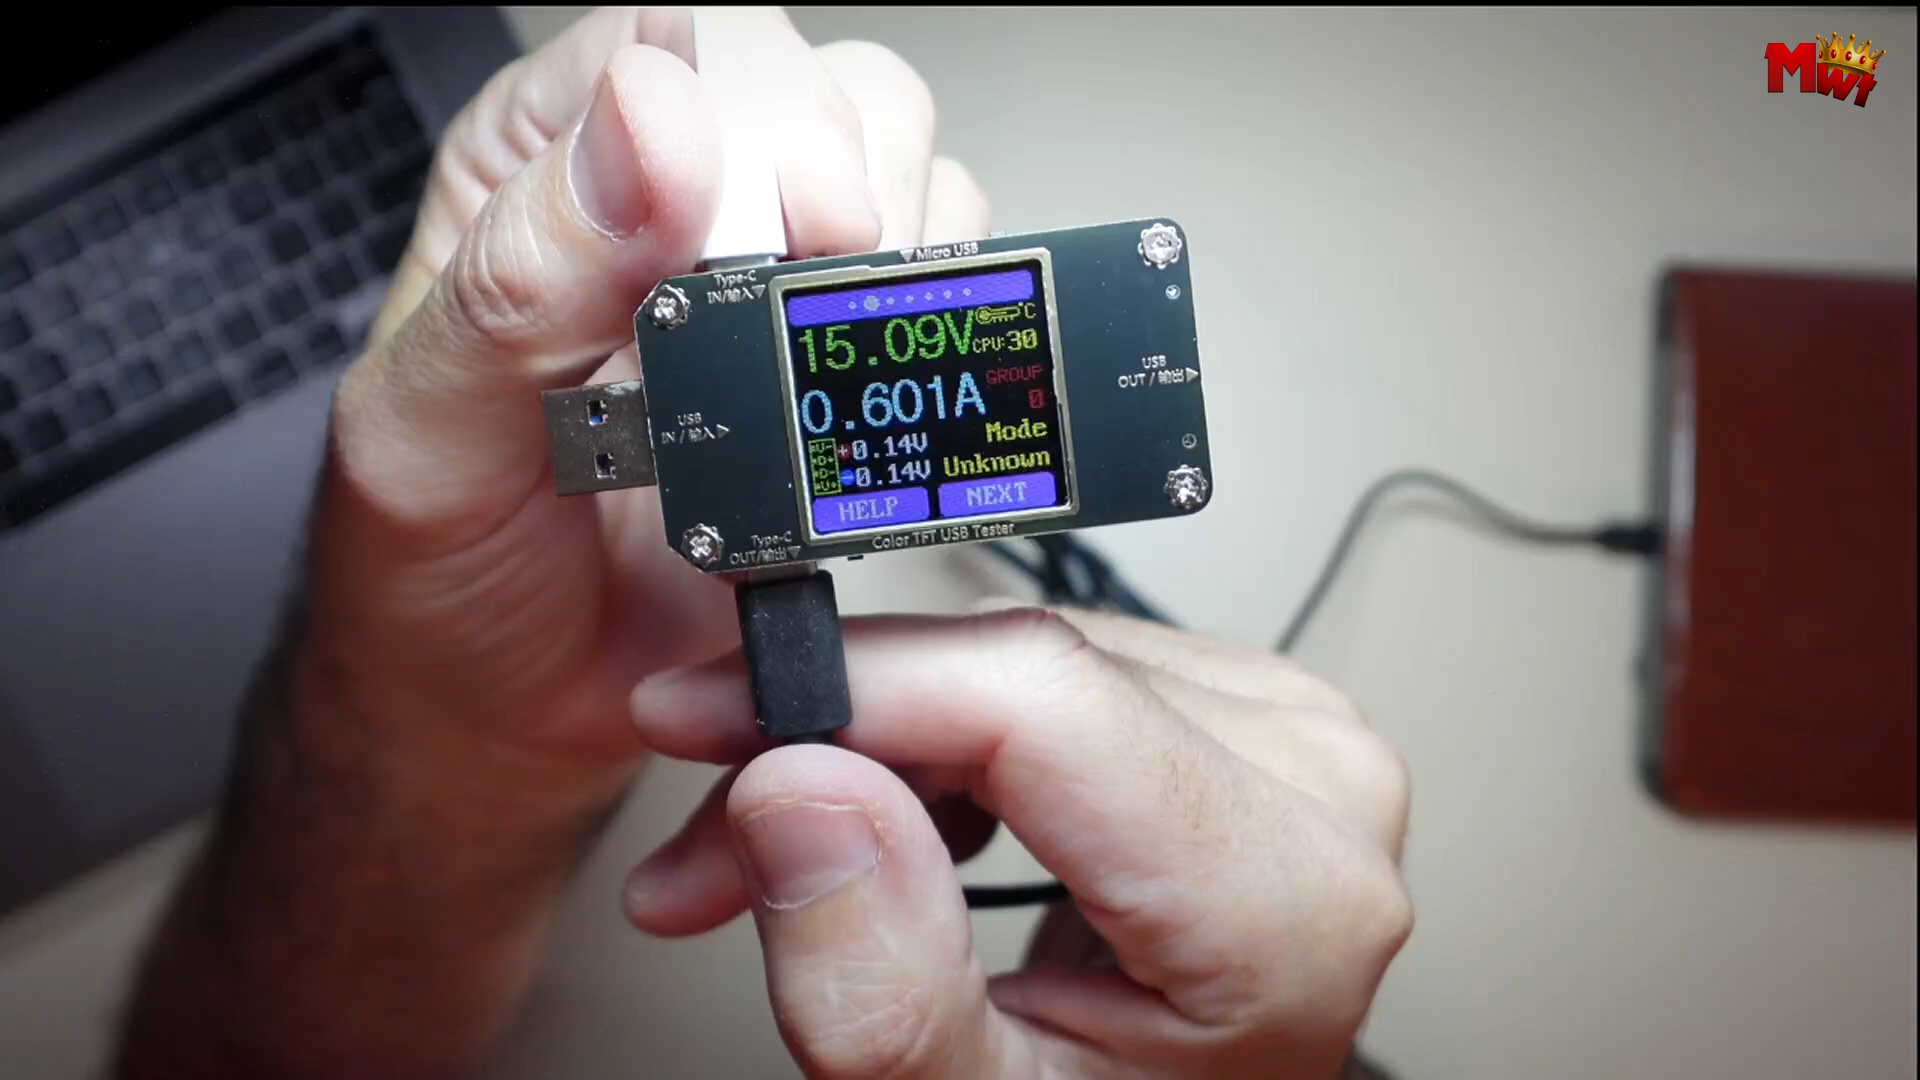 Mwt
Micro USB
Type-C
IN/输入
15.09V
°C
CPU:30
0.601A
GROUP
0
USB
IN / 输入
USB
OUT / 输出
+0.14V
Mode
-0.14V
Unknown
HELP
NEXT
Type-C
OUT/输出
Color TFT USB Tester